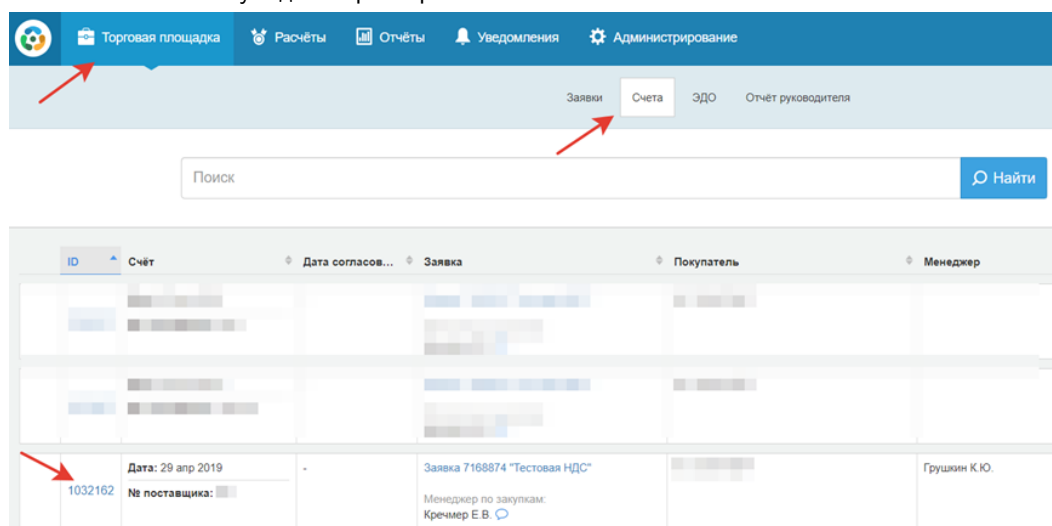 Торговая площадка Расчёты Отчёты Уведомления Администрирование
Заявки Счета ЭДО Отчёт руководителя
Поиск Найти
ID Счёт Дата согласов... Заявка Покупатель Менеджер
Дата: 29 апр 2019 - Заявка 7168874 "Тестовая НДС" Грушкин К.Ю.
1032162 № поставщика:
Менеджер по закупкам:
Кречмер Е.В.